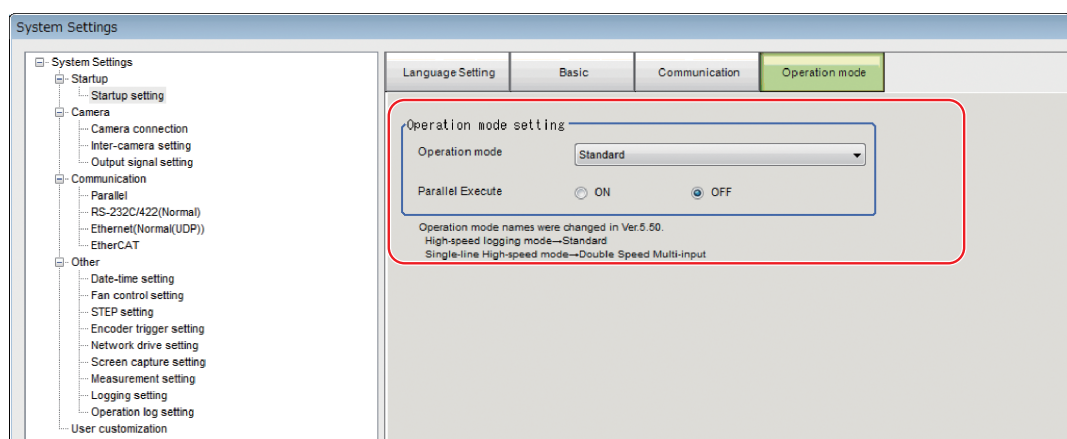 System Settings
System Settings
Startup
Startup setting
Camera
Camera connection
Inter-camera setting
Output signal setting
Communication
Parallel
RS-232C/422(Normal)
Ethernet(Normal(UDP))
EtherCAT
Other
Date-time setting
Fan control setting
STEP setting
Encoder trigger setting
Network drive setting
Screen capture setting
Measurement setting
Logging setting
Operation log setting
User customization
Language Setting
Basic
Communication
Operation mode
Operation mode setting
Operation mode
Standard
Parallel Execute
ON
OFF
Operation mode names were changed in Ver.5.50.
High-speed logging mode→Standard
Single-line High-speed mode→Double Speed Multi-input